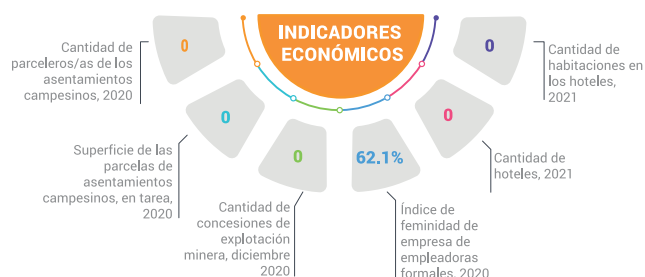 INDICADORES
ECONÓMICOS
0
Cantidad de
parceleros/as de los
asentamientos
campesinos, 2020
0
Superficie de las
parcelas de
asentamientos
campesinos, en tarea,
2020
0
Cantidad de
concesiones de
explotación
minera, diciembre
2020
62.1%
Índice de
feminidad de
empresa de
empleadoras
formales, 2020
0
Cantidad de
hoteles, 2021
0
Cantidad de
habitaciones en
los hoteles,
2021